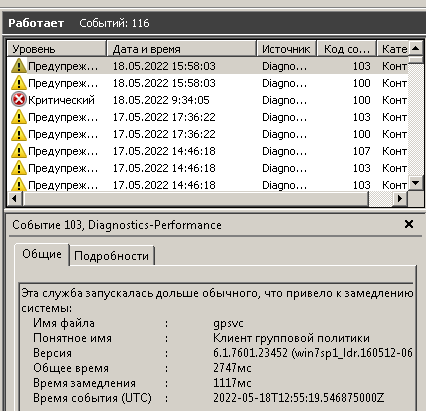 Работает Событий: 116
Уровень Дата и время Источник Код со... Кате
Предупреж... 18.05.2022 15:58:03 Diagno... 103 Конт
Предупреж... 18.05.2022 15:58:03 Diagno... 100 Конт
Критический 18.05.2022 9:34:05 Diagno... 100 Конт
Предупреж... 17.05.2022 17:36:22 Diagno... 103 Конт
Предупреж... 17.05.2022 17:36:22 Diagno... 100 Конт
Предупреж... 17.05.2022 14:46:18 Diagno... 107 Конт
Предупреж... 17.05.2022 14:46:18 Diagno... 103 Конт
Предупреж... 17.05.2022 14:46:18 Diagno... 103 Конт
Событие 103, Diagnostics-Performance
Общие Подробности
Эта служба запускалась дольше обычного, что привело к замедлению
системы:
Имя файла : gpsvc
Понятное имя : Клиент групповой политики
Версия : 6.1.7601.23452 (win7sp1_ldr.160512-06
Общее время : 2747мс
Время замедления : 1117мс
Время события (UTC) : 2022-05-18T12:55:19.546875000Z